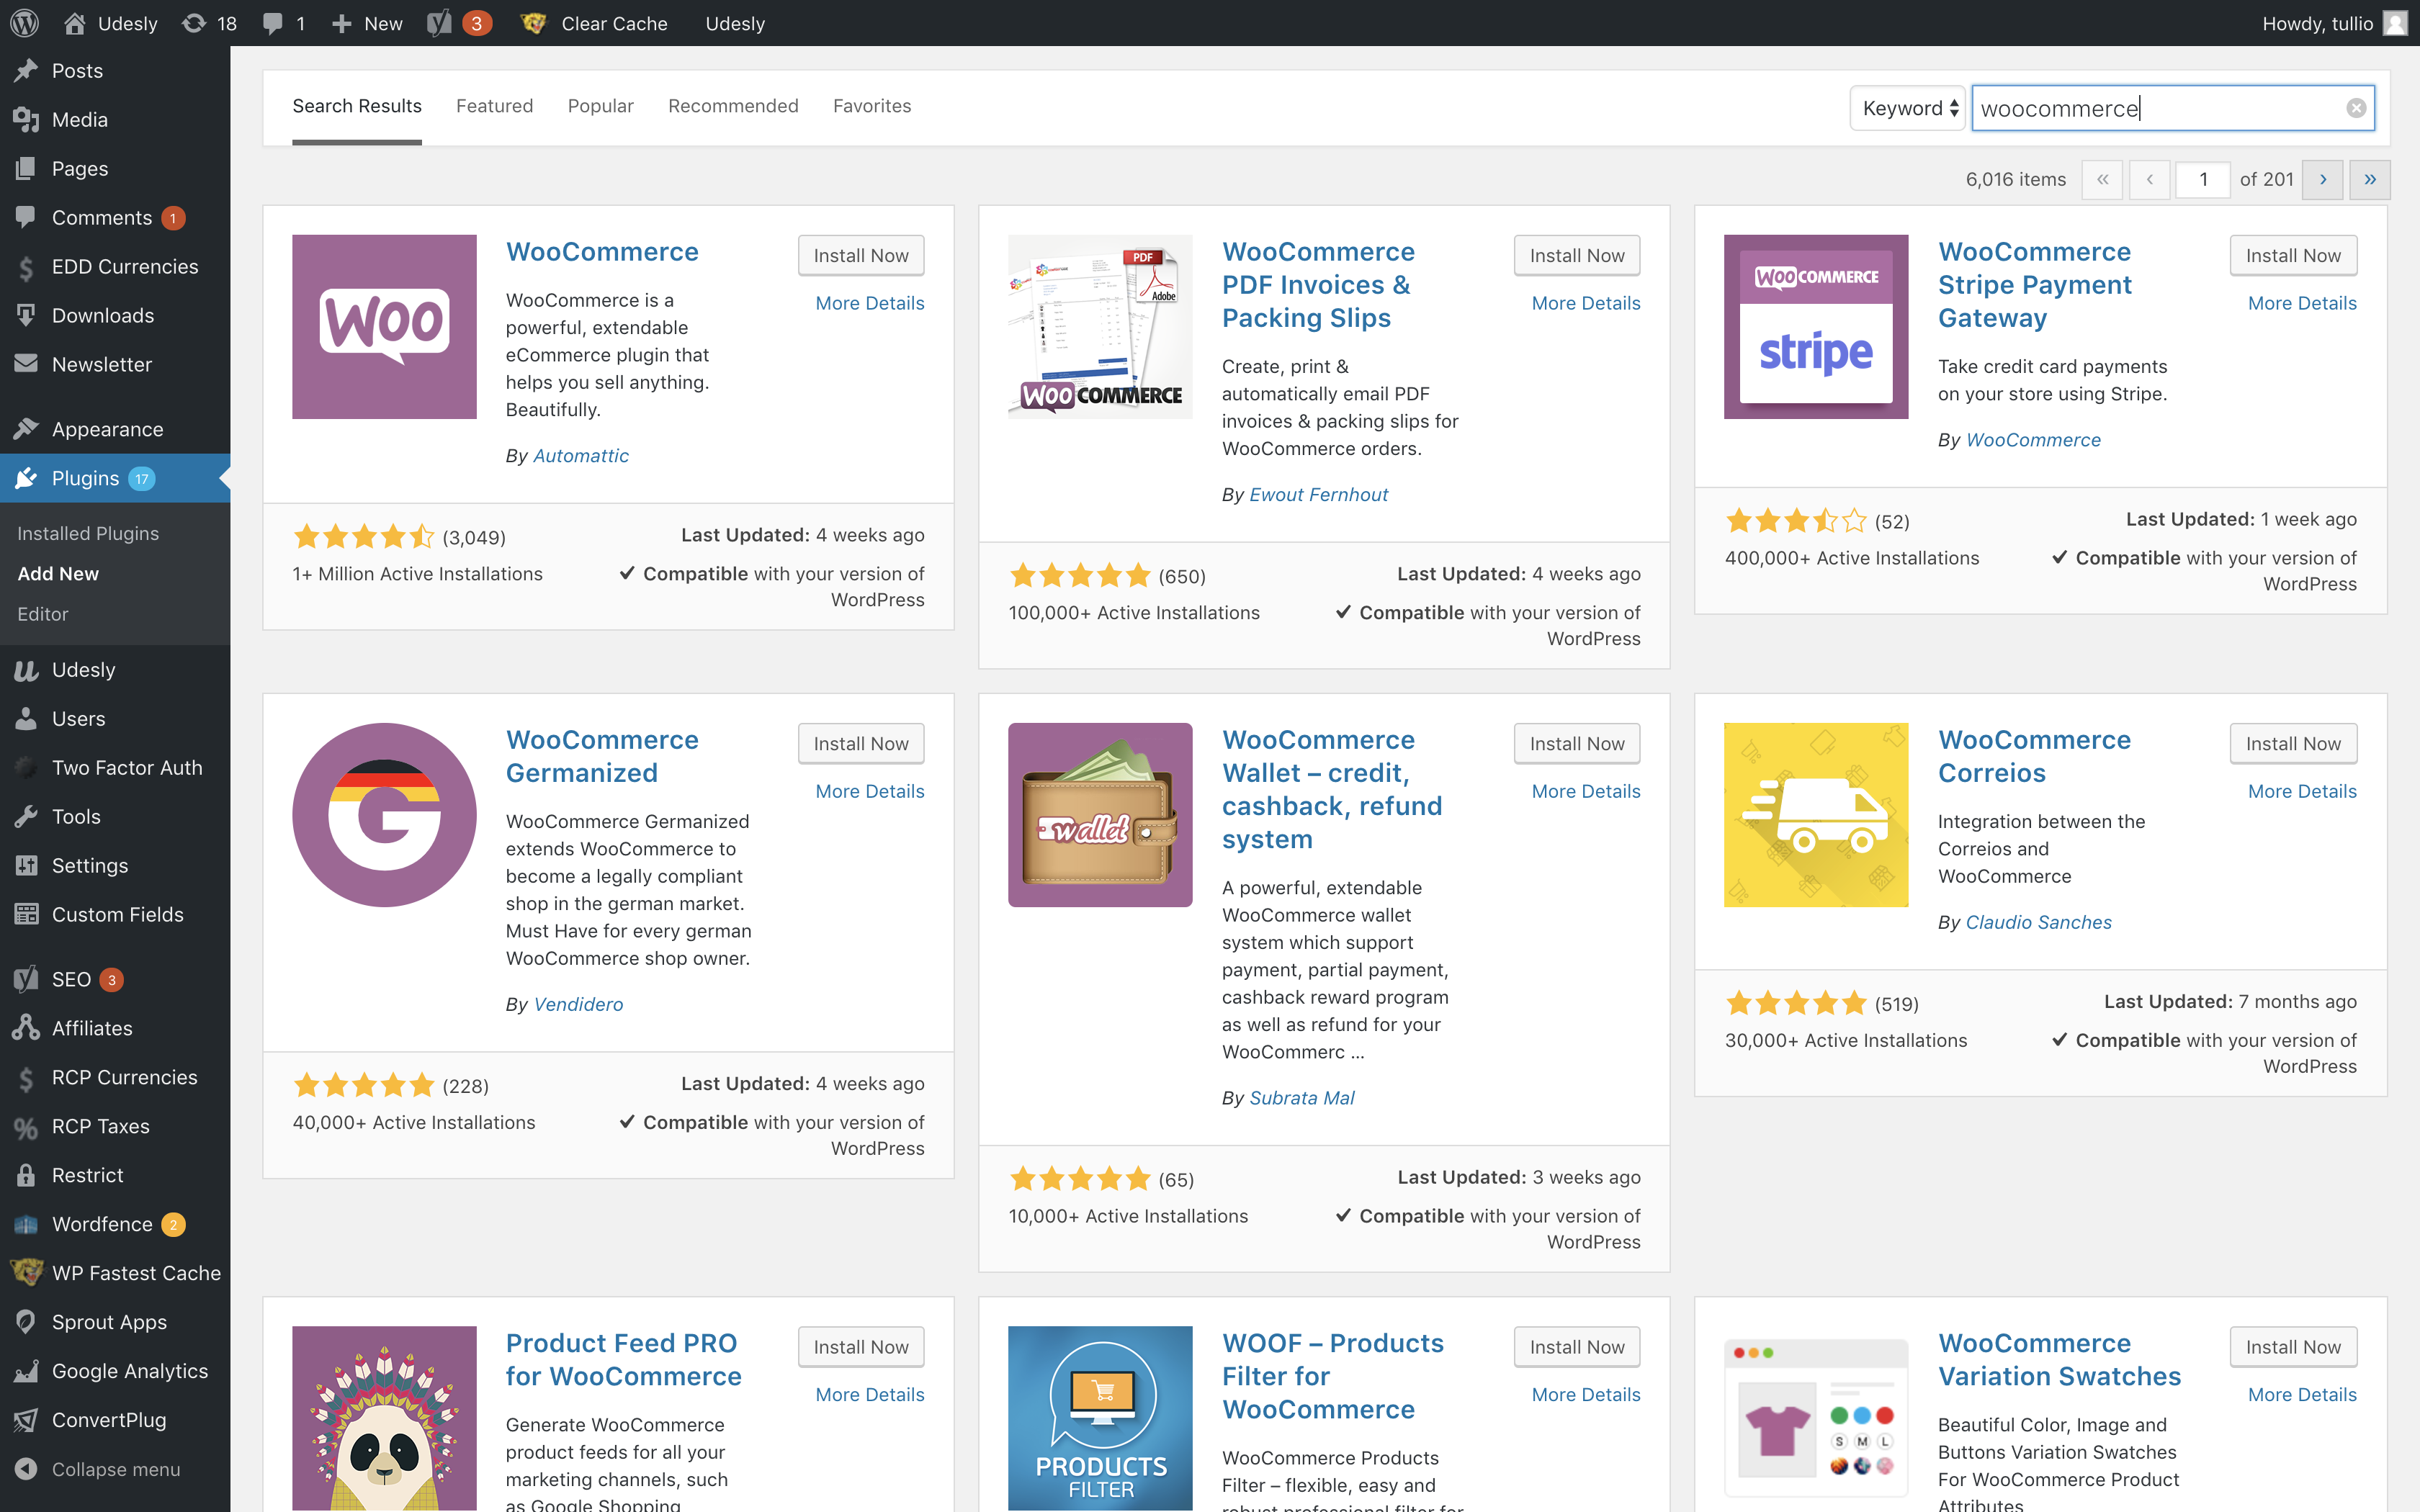 Udesly 18 1 New 3 Clear Cache Udesly Howdy, tullio
Posts
Media
Pages
Comments 1
EDD Currencies
Downloads
Newsletter
Appearance
Plugins 17
Installed Plugins
Add New
Editor
Udesly
Users
Two Factor Auth
Tools
Settings
Custom Fields
SEO 3
Affiliates
RCP Currencies
RCP Taxes
Restrict
Wordfence 2
WP Fastest Cache
Sprout Apps
Google Analytics
ConvertPlug
Collapse menu
Search Results Featured Popular Recommended Favorites Keyword woocommerce
6,016 items « ‹ 1 of 201 › »
Woo
WooCommerce
Install Now
More Details
WooCommerce is a
powerful, extendable
eCommerce plugin that
helps you sell anything.
Beautifully.
By Automattic
(3,049)
Last Updated: 4 weeks ago
1+ Million Active Installations
Compatible with your version of
WordPress
PDF
Adobe
WooCommerce
WooCommerce
PDF Invoices &
Packing Slips
Install Now
More Details
Create, print &
automatically email PDF
invoices & packing slips for
WooCommerce orders.
By Ewout Fernhout
(650)
Last Updated: 4 weeks ago
100,000+ Active Installations
Compatible with your version of
WordPress
WooCommerce
stripe
WooCommerce
Stripe Payment
Gateway
Install Now
More Details
Take credit card payments
on your store using Stripe.
By WooCommerce
(52)
Last Updated: 1 week ago
400,000+ Active Installations
Compatible with your version of
WordPress
G
WooCommerce
Germanized
Install Now
More Details
WooCommerce Germanized
extends WooCommerce to
become a legally compliant
shop in the german market.
Must Have for every german
WooCommerce shop owner.
By Vendidero
(228)
Last Updated: 4 weeks ago
40,000+ Active Installations
Compatible with your version of
WordPress
wallet
WooCommerce
Wallet – credit,
cashback, refund
system
Install Now
More Details
A powerful, extendable
WooCommerce wallet
system which support
payment, partial payment,
cashback reward program
as well as refund for your
WooCommerc ...
By Subrata Mal
(65)
Last Updated: 3 weeks ago
10,000+ Active Installations
Compatible with your version of
WordPress
WooCommerce
Correios
Install Now
More Details
Integration between the
Correios and
WooCommerce
By Claudio Sanches
(519)
Last Updated: 7 months ago
30,000+ Active Installations
Compatible with your version of
WordPress
Product Feed PRO
for WooCommerce
Install Now
More Details
Generate WooCommerce
product feeds for all your
marketing channels, such
as Google Shopping
PRODUCTS
FILTER
WOOF – Products
Filter for
WooCommerce
Install Now
More Details
WooCommerce Products
Filter – flexible, easy and
robust professional filter for
S M L
WooCommerce
Variation Swatches
Install Now
More Details
Beautiful Color, Image and
Buttons Variation Swatches
For WooCommerce Product
Attributes